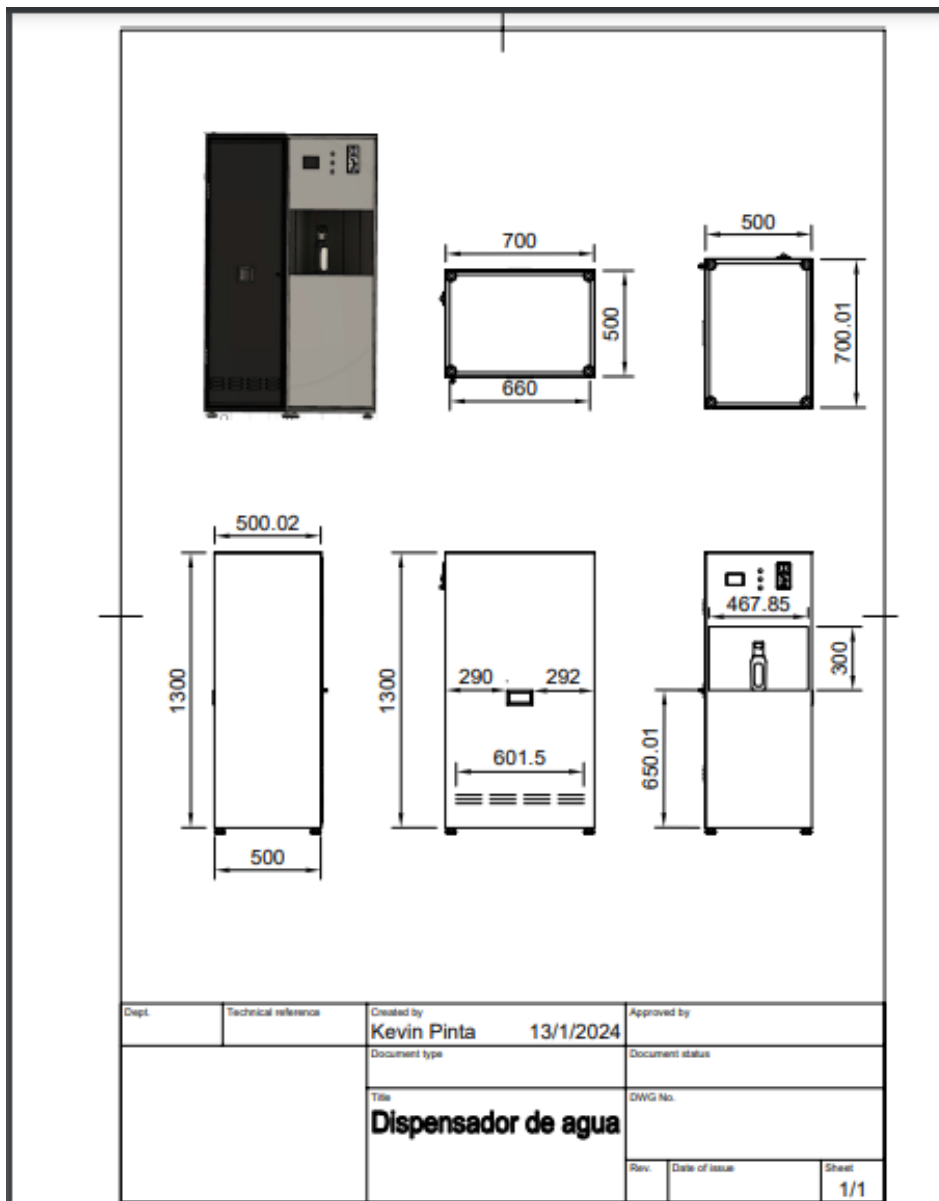 700
500
660
500
700.01
500.02
1300
500
1300
290
292
601.5
467.85
300
650.01
Dept.
Technical reference
Created by
Kevin Pinta 13/1/2024
Approved by
Document type
Document status
Title
Dispensador de agua
DWG No.
Rev.
Date of issue
Sheet
1/1